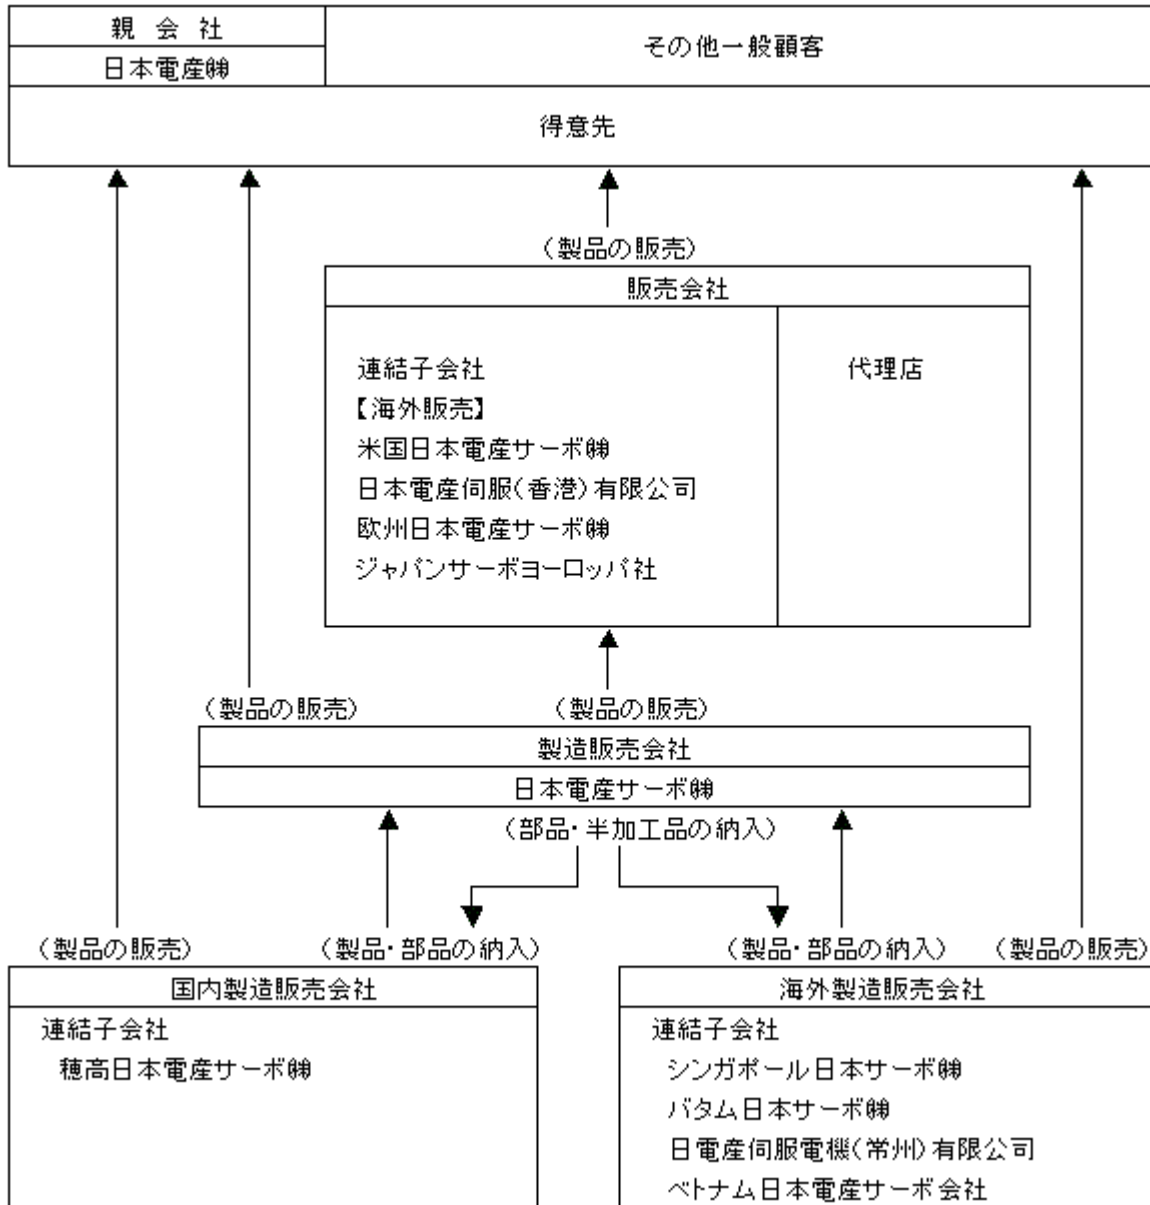 親 会 社
日本電産㈱
その他一般顧客
得意先
（製品の販売）
販売会社
連結子会社
【海外販売】
米国日本電産サーボ㈱
日本電産伺服（香港）有限公司
欧州日本電産サーボ㈱
ジャパンサーボヨーロッパ社
代理店
（製品の販売）
（製品の販売）
製造販売会社
日本電産サーボ㈱
（部品・半加工品の納入）
（製品の販売）
（製品・部品の納入）
（製品・部品の納入）
（製品の販売）
国内製造販売会社
連結子会社
穂高日本電産サーボ㈱
海外製造販売会社
連結子会社
シンガポール日本サーボ㈱
バタム日本サーボ㈱
日電産伺服電機（常州）有限公司
ベトナム日本電産サーボ会社